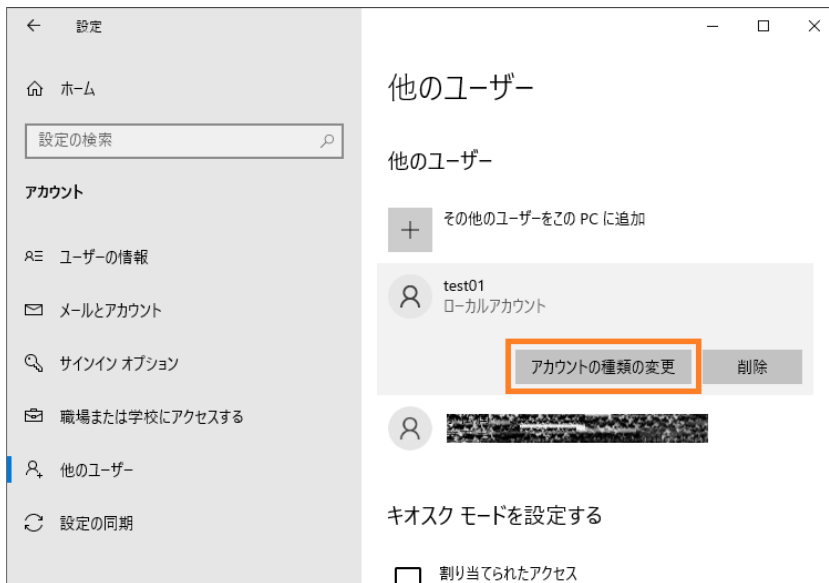 設定
ホーム
設定の検索
アカウント
ユーザーの情報
メールとアカウント
サインイン オプション
職場または学校にアクセスする
他のユーザー
設定の同期
他のユーザー
他のユーザー
その他のユーザーをこの PC に追加
test01
ローカルアカウント
アカウントの種類の変更
削除
キオスク モードを設定する
割り当てられたアクセス